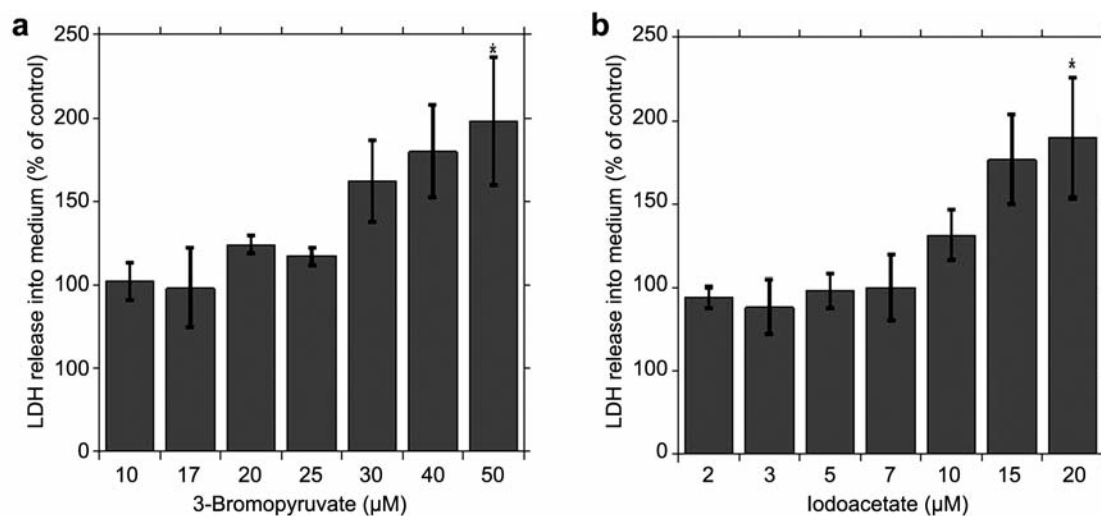 a
250
200
150
100
100
0
LDH release into medium (% of control)
*
10 17 20 25 30 40 50
3-Bromopyruvate (µM)
b
250
200
150
100
100
0
LDH release into medium (% of control)
*
2 3 5 7 10 15 20
Iodoacetate (µM)